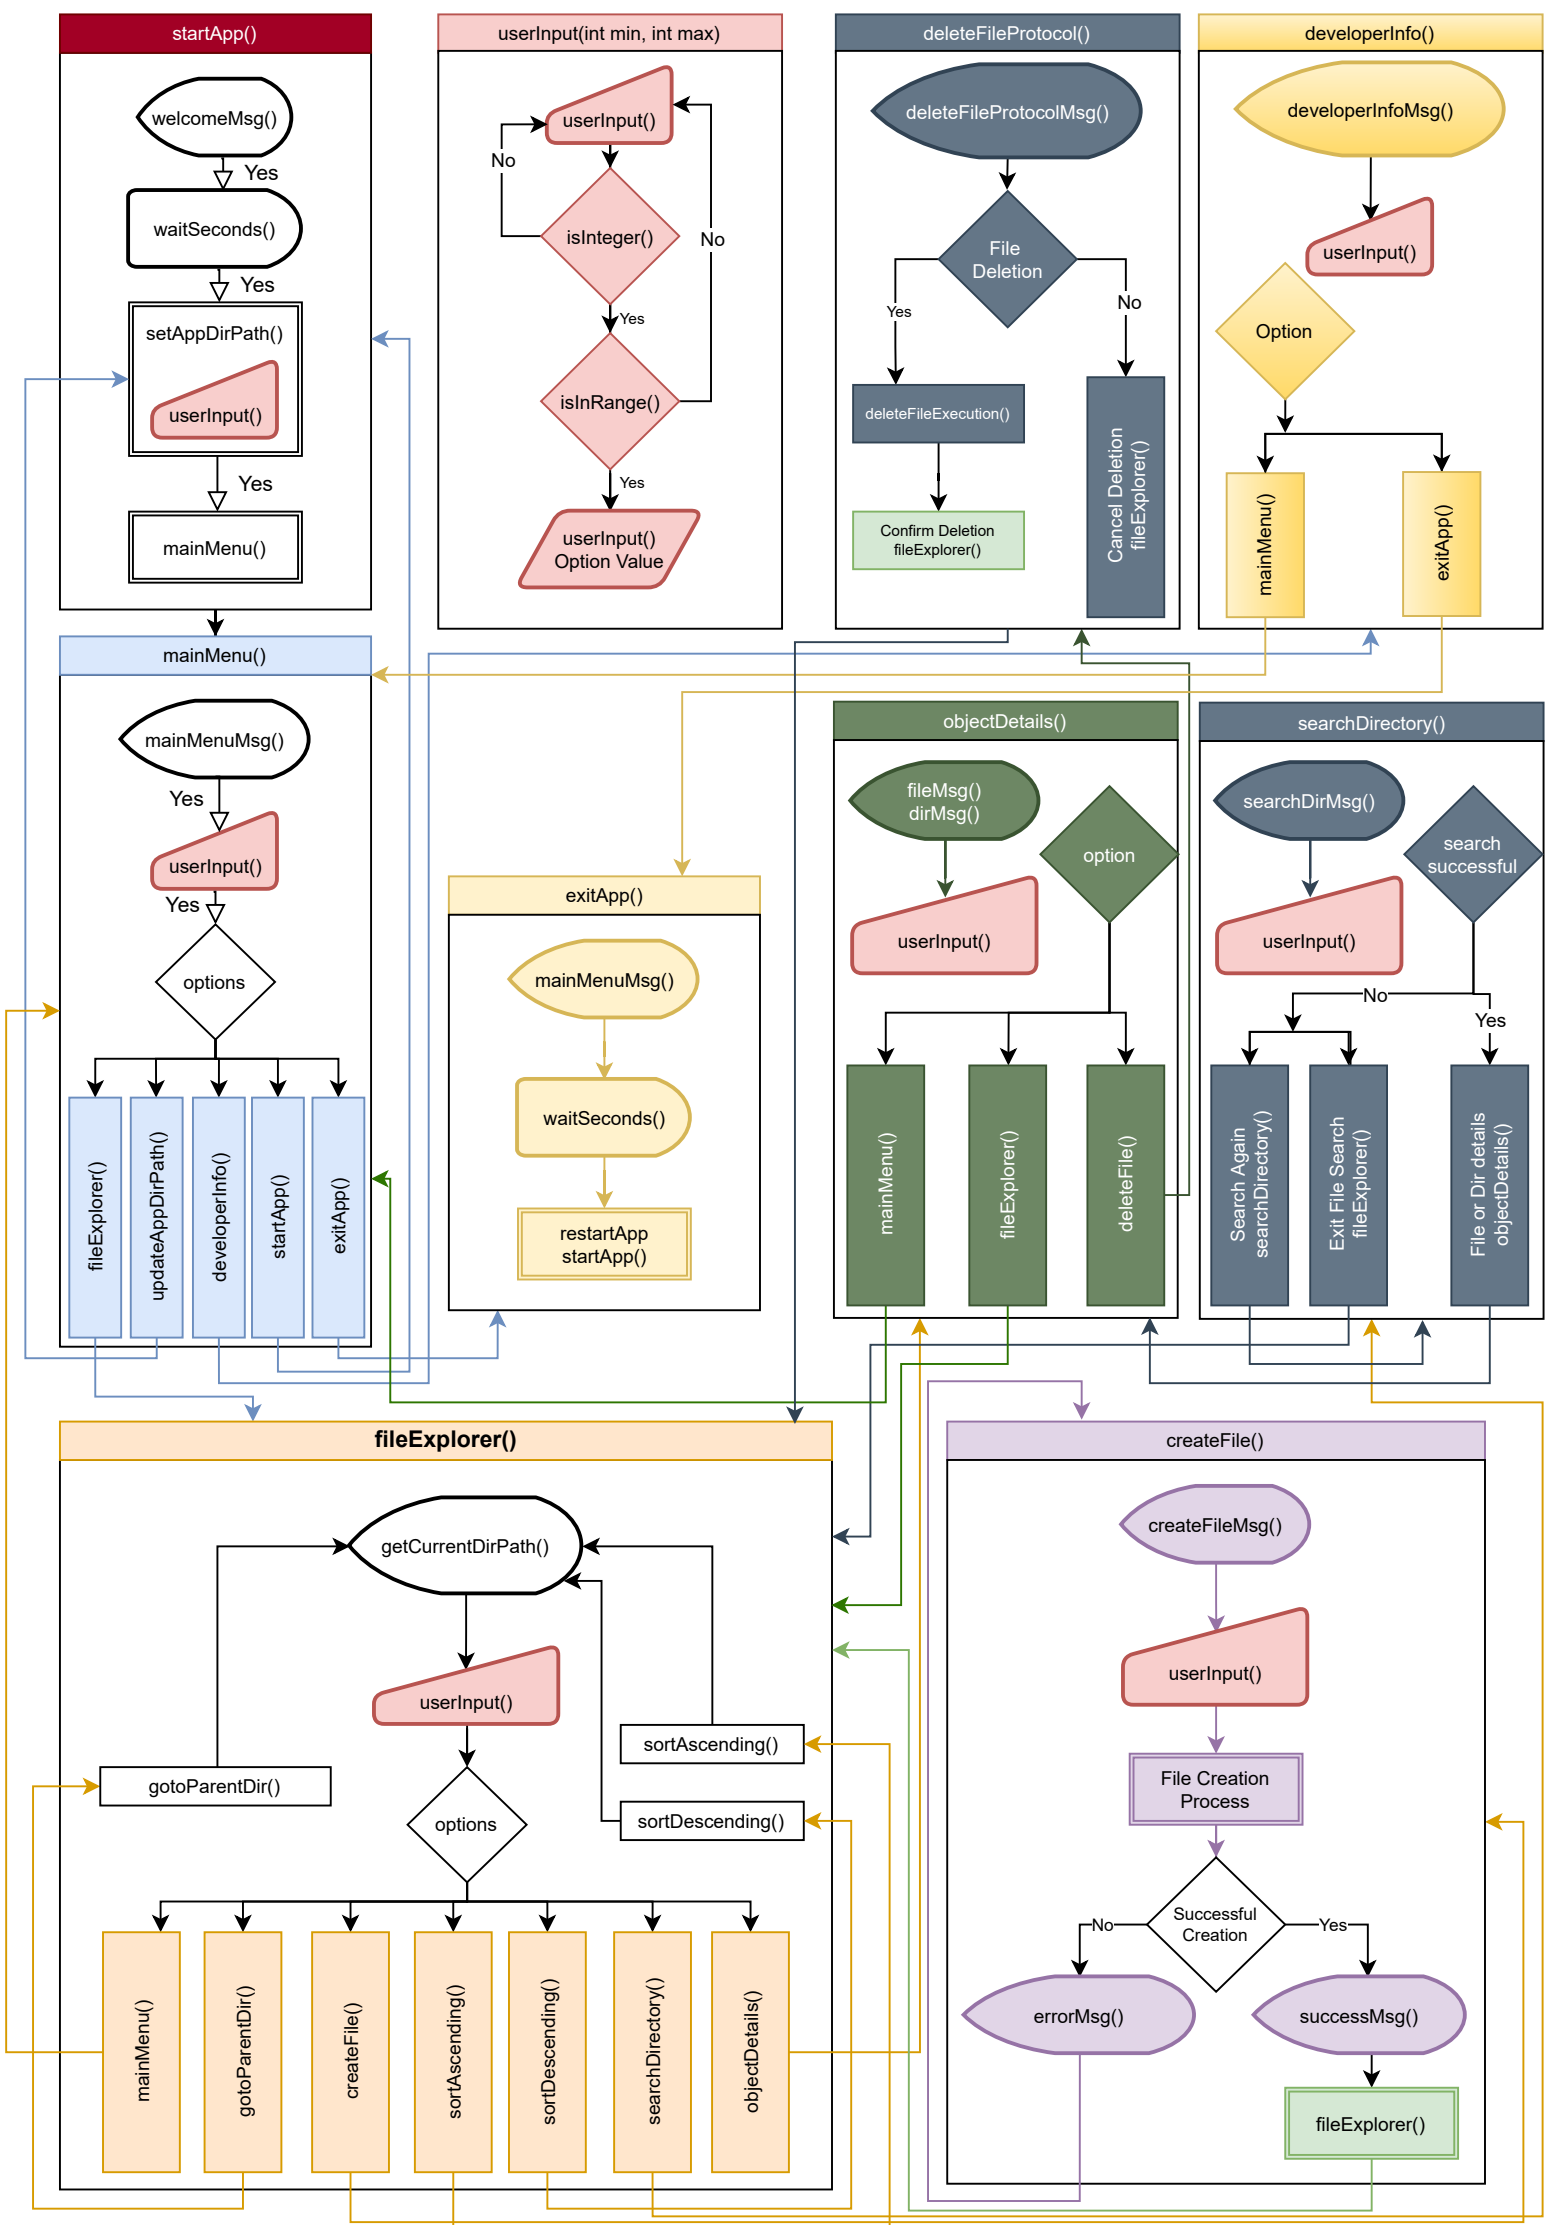 startApp()
welcomeMsg()
Yes
waitSeconds()
Yes
setAppDirPath()
userInput()
Yes
mainMenu()
userInput(int min, int max)
userInput()
No
isInteger()
No
Yes
isInRange()
Yes
userInput()
Option Value
deleteFileProtocol()
deleteFileProtocolMsg()
File
Deletion
Yes
No
deleteFileExecution()
Confirm Deletion
fileExplorer()
Cancel Deletion
fileExplorer()
developerInfo()
developerInfoMsg()
userInput()
Option
mainMenu()
exitApp()
mainMenu()
mainMenuMsg()
Yes
userInput()
Yes
options
fileExplorer()
updateAppDirPath()
developerInfo()
startApp()
exitApp()
exitApp()
mainMenuMsg()
waitSeconds()
restartApp
startApp()
objectDetails()
fileMsg()
dirMsg()
option
userInput()
mainMenu()
fileExplorer()
deleteFile()
searchDirectory()
searchDirMsg()
search
successful
userInput()
No
Yes
Search Again
searchDirectory()
Exit File Search
fileExplorer()
File or Dir details
objectDetails()
fileExplorer()
getCurrentDirPath()
userInput()
sortAscending()
gotoParentDir()
options
sortDescending()
mainMenu()
gotoParentDir()
createFile()
sortAscending()
sortDescending()
searchDirectory()
objectDetails()
createFile()
createFileMsg()
userInput()
File Creation
Process
Successful
Creation
No
Yes
errorMsg()
successMsg()
fileExplorer()